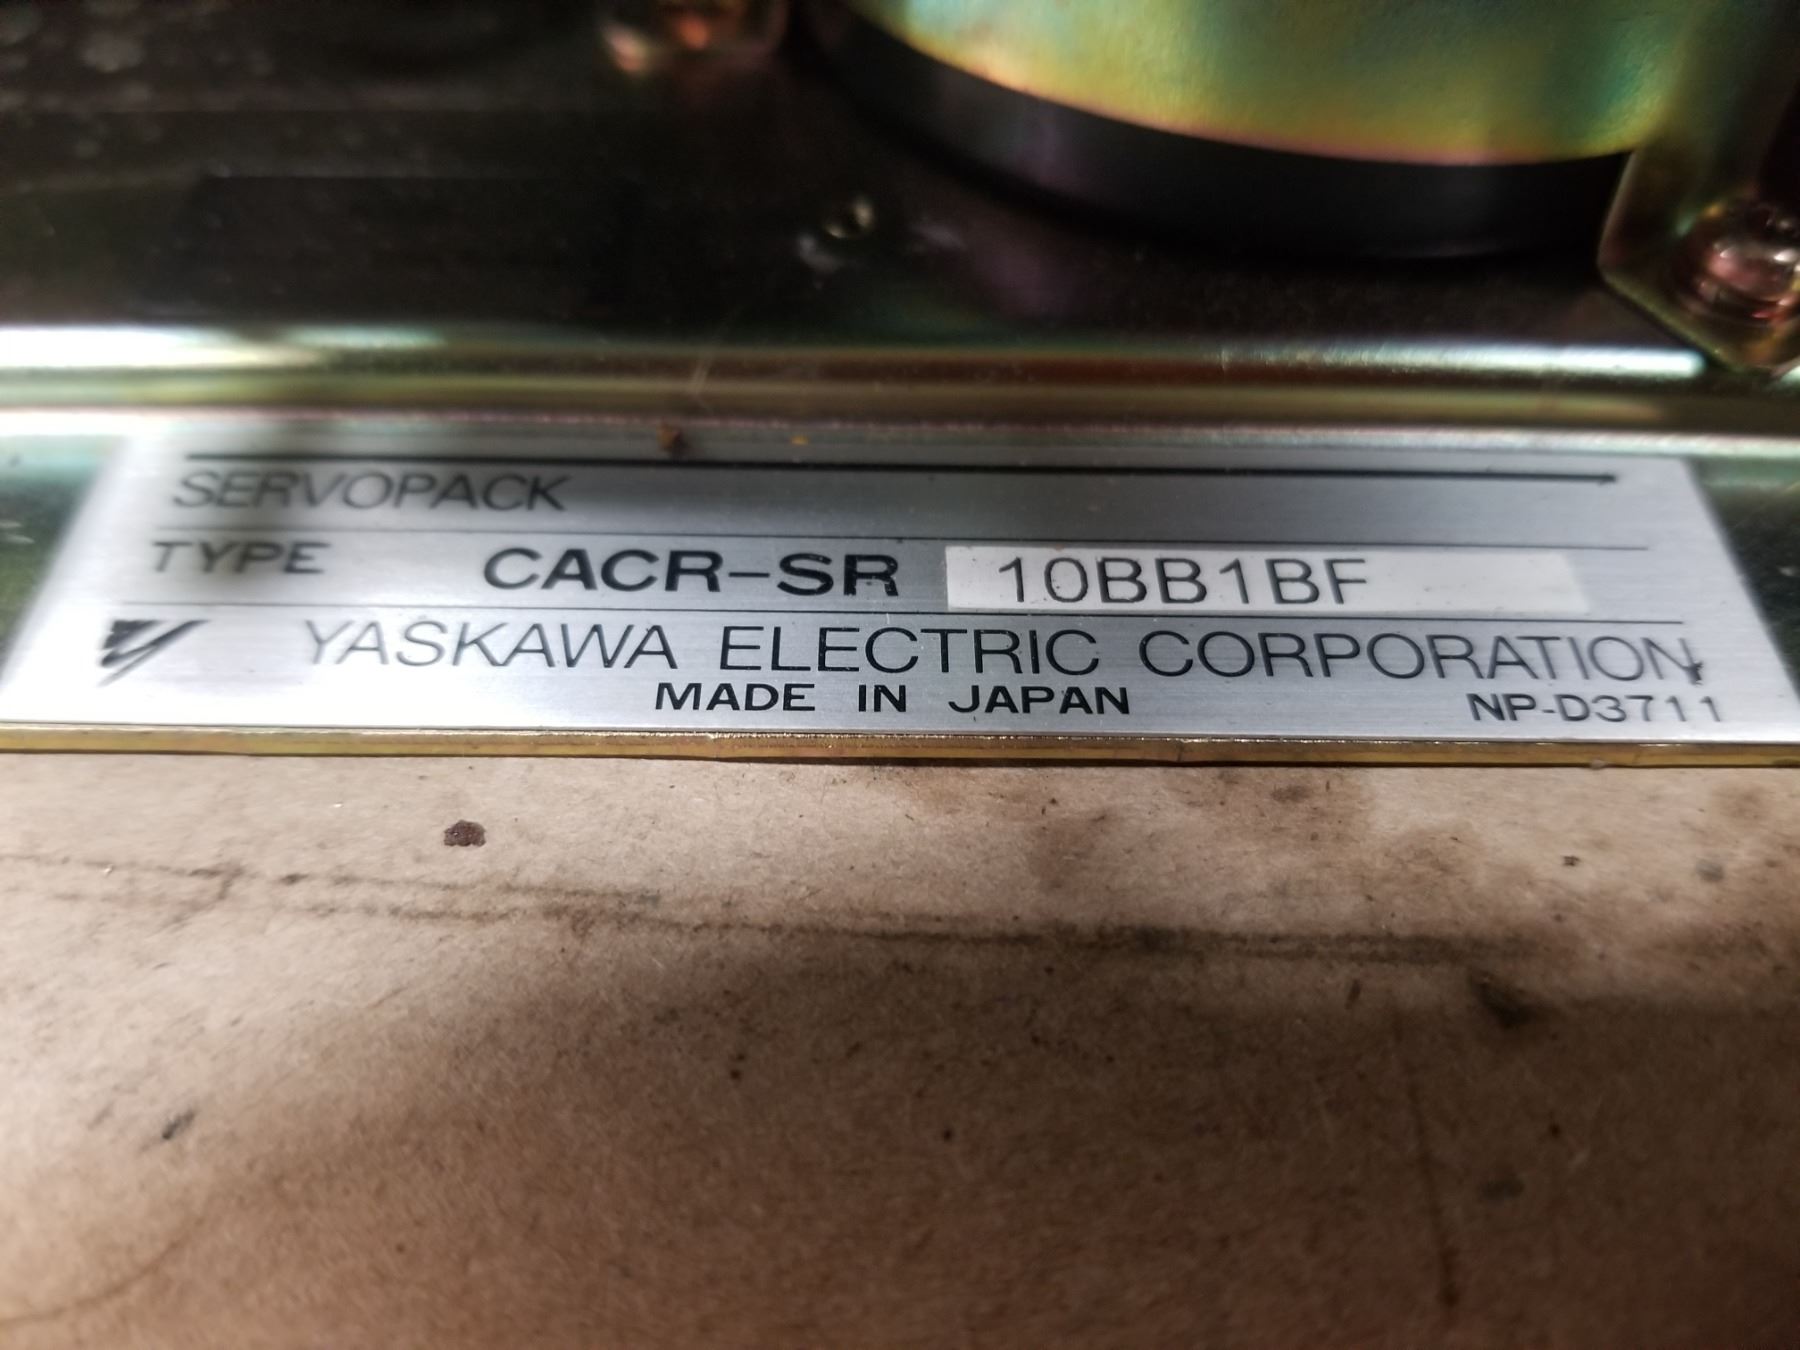 SERVOPACK
TYPE CACR-SR 10BB1BF
YASKAWA ELECTRIC CORPORATION
MADE IN JAPAN NP-D3711